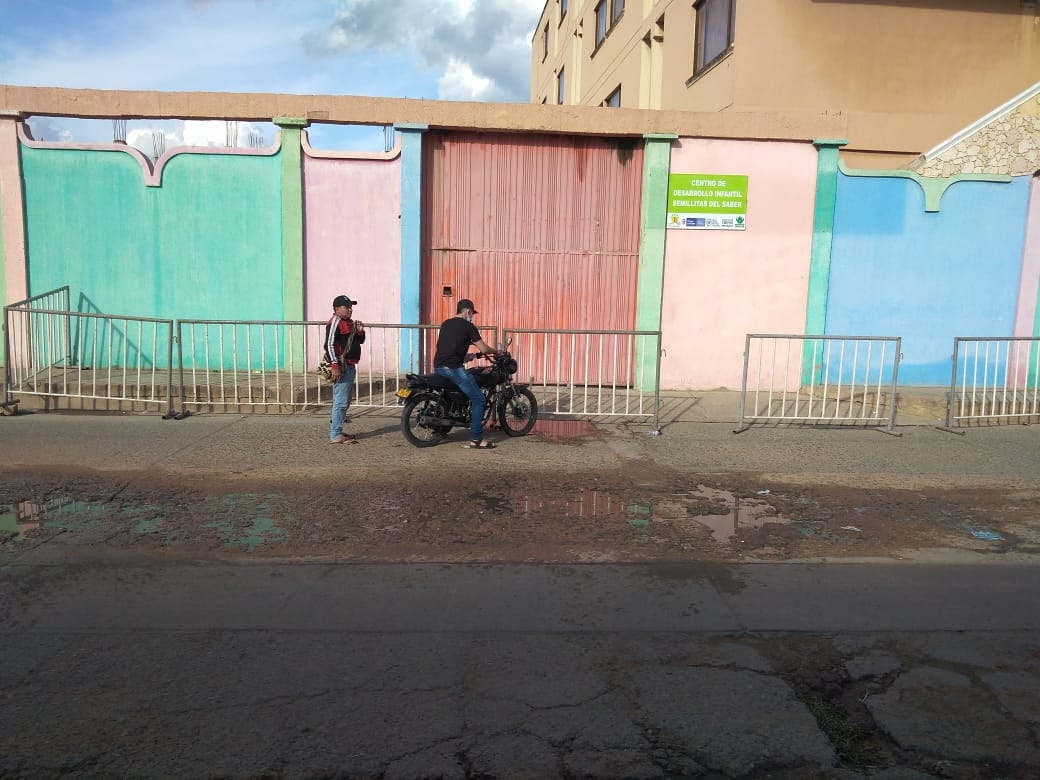 CENTRO DE
DESARROLLO INFANTIL
SEMILLITAS DEL SABER